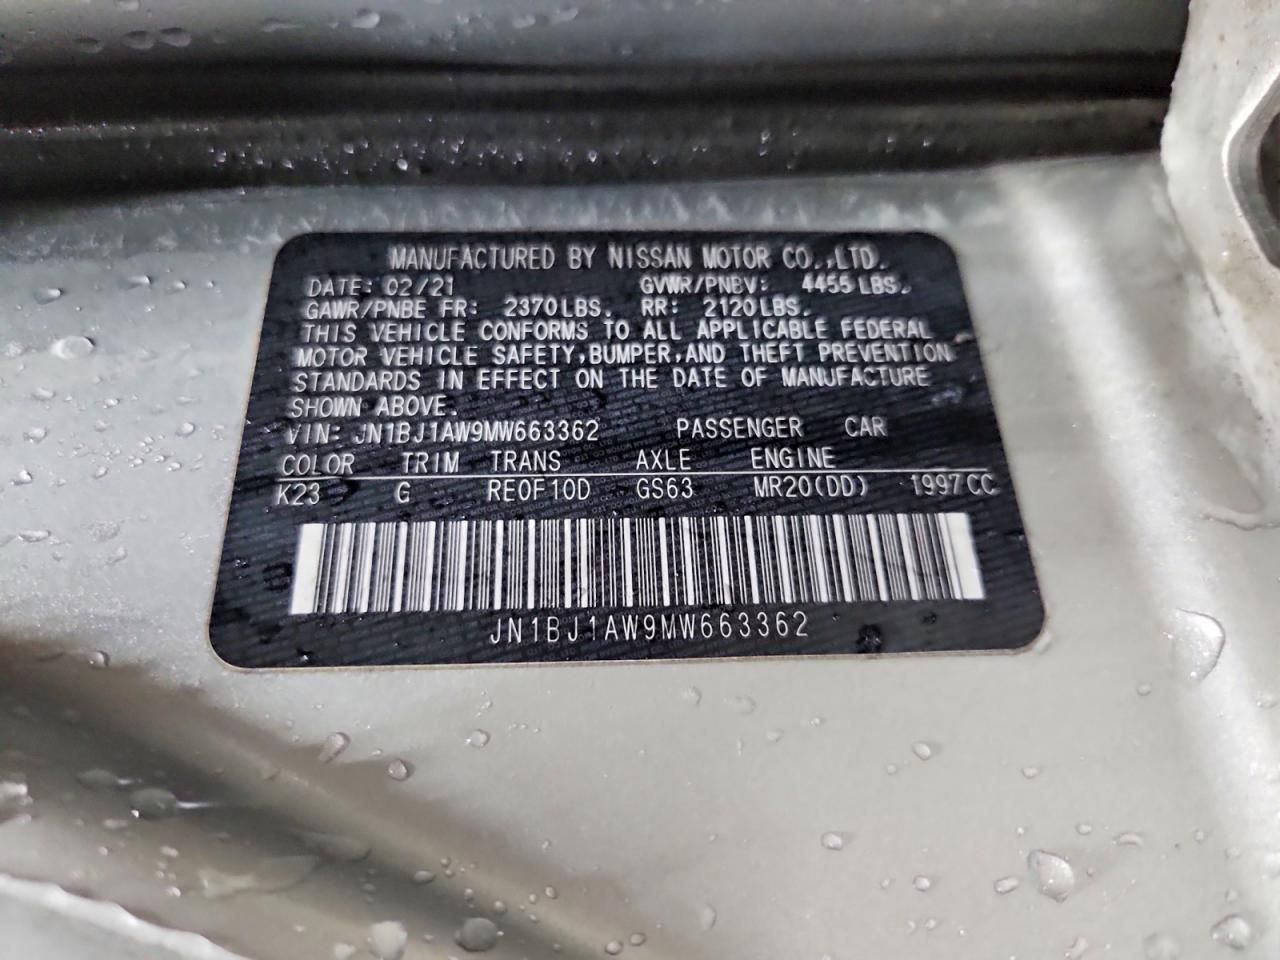 MANUFACTURED BY NISSAN MOTOR CO.,LTD.
DATE: 02/21 GVWR/PNBV: 4455 LBS.
GAWR/PNBE FR: 2370LBS. RR: 2120LBS.
THIS VEHICLE CONFORMS TO ALL APPLICABLE FEDERAL
MOTOR VEHICLE SAFETY,BUMPER,AND THEFT PREVENTION
STANDARDS IN EFFECT ON THE DATE OF MANUFACTURE
SHOWN ABOVE.
VIN: JN1BJ1AW9MW663362 PASSENGER CAR
COLOR TRIM TRANS AXLE ENGINE
K23 G RE0F10D GS63 MR20(DD) 1997CC
JN1BJ1AW9MW663362